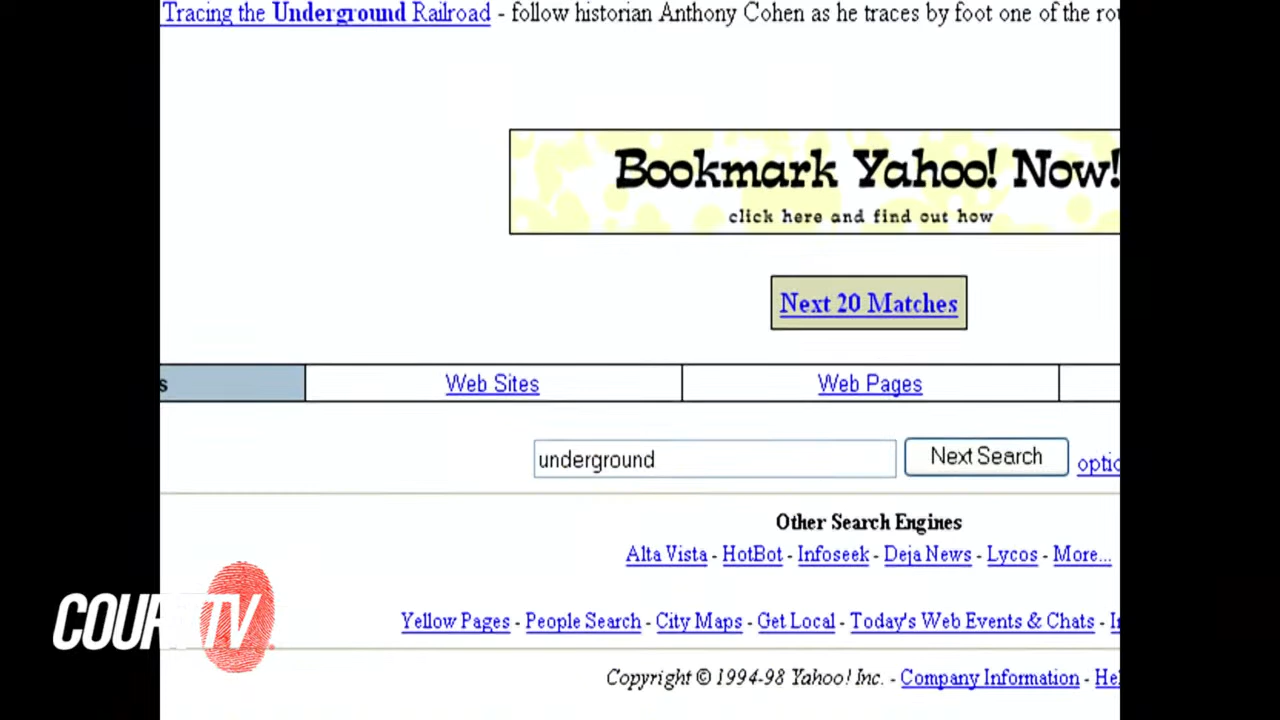 Tracing the Underground Railroad - follow historian Anthony Cohen as he traces by foot one of the
Bookmark Yahoo! Now!
click here and find out how
Next 20 Matches
Web Sites Web Pages
underground Next Search
Other Search Engines
Alta Vista - HotBot - Infoseek - Deja News - Lycos - More...
Yellow Pages - People Search - City Maps - Get Local - Today's Web Events & Chats -
Copyright © 1994-98 Yahoo! Inc. - Company Information -
COURT TV